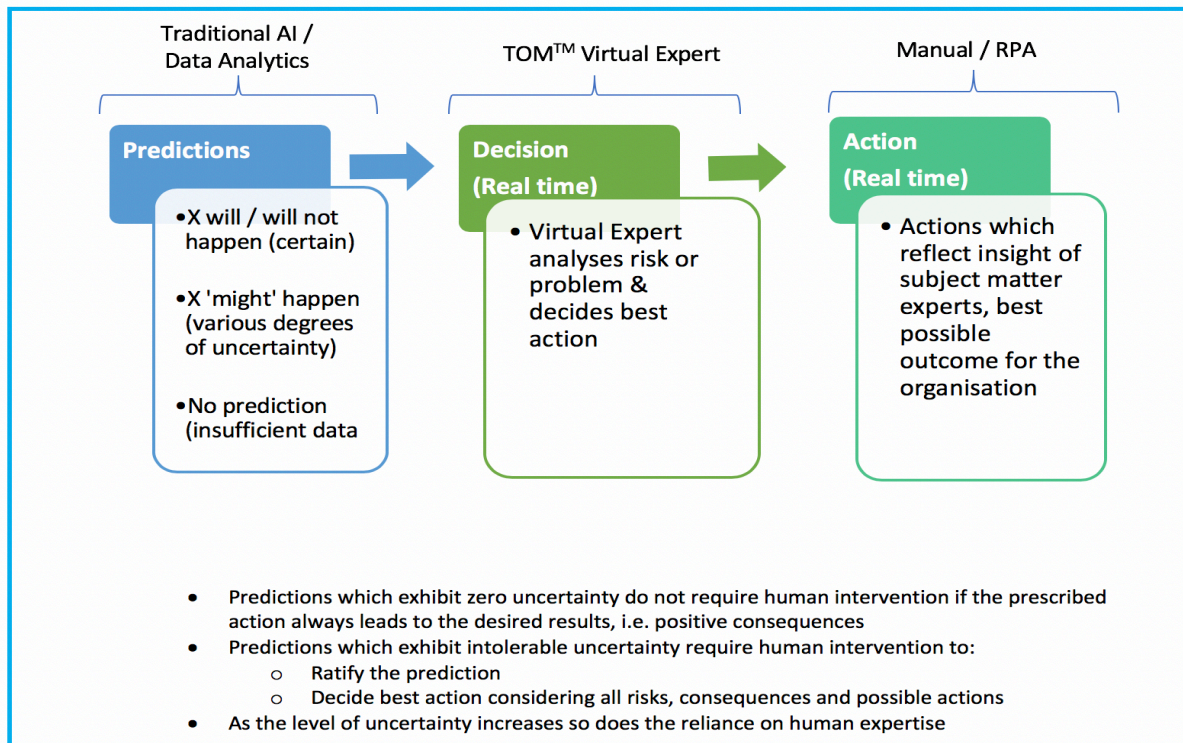 Traditional AI /
Data Analytics
TOM™ Virtual Expert
Manual / RPA
Predictions
•X will / will not
happen (certain)
•X 'might' happen
(various degrees
of uncertainty)
•No prediction
(insufficient data
Decision
(Real time)
• Virtual Expert
analyses risk or
problem &
decides best
action
Action
(Real time)
• Actions which
reflect insight of
subject matter
experts, best
possible
outcome for the
organisation
• Predictions which exhibit zero uncertainty do not require human intervention if the prescribed
action always leads to the desired results, i.e. positive consequences
• Predictions which exhibit intolerable uncertainty require human intervention to:
o Ratify the prediction
o Decide best action considering all risks, consequences and possible actions
• As the level of uncertainty increases so does the reliance on human expertise